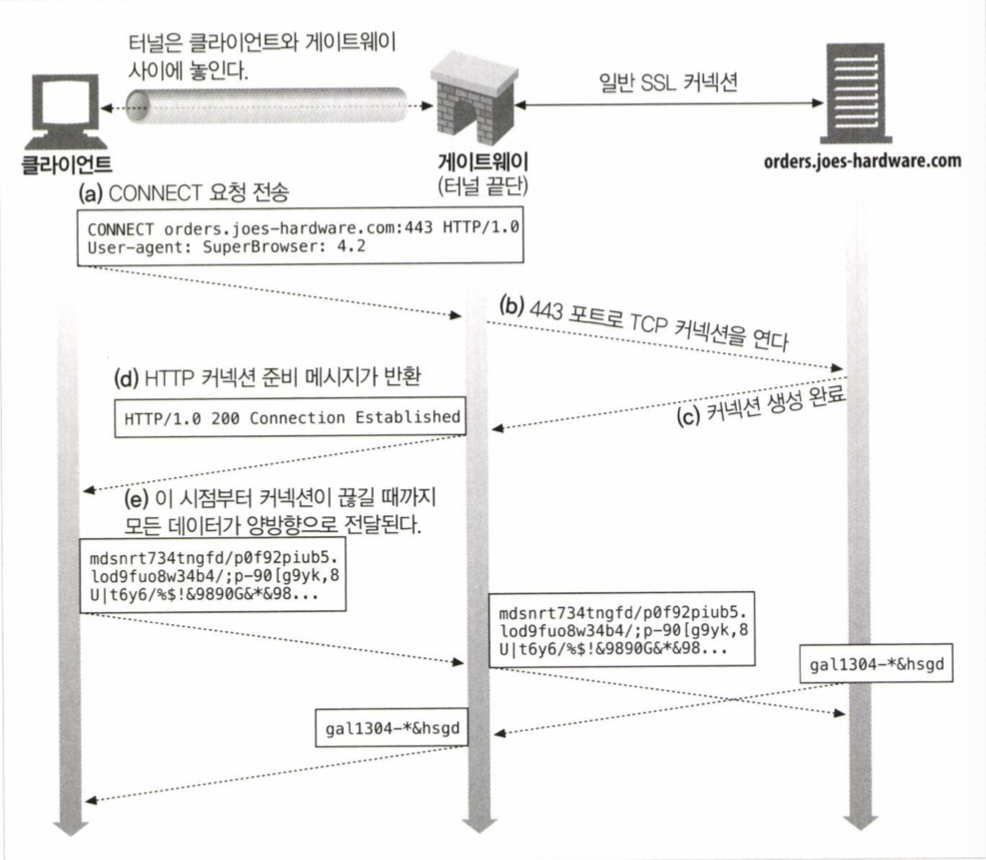 터널은 클라이언트와 게이트웨이
사이에 놓인다.
일반 SSL 커넥션
클라이언트
게이트웨이
(터널 끝단)
orders.joes-hardware.com
(a) CONNECT 요청 전송
CONNECT orders.joes-hardware.com:443 HTTP/1.0
User-agent: SuperBrowser: 4.2
(b) 443 포트로 TCP 커넥션을 연다
(c) 커넥션 생성 완료
(d) HTTP 커넥션 준비 메시지가 반환
HTTP/1.0 200 Connection Established
(e) 이 시점부터 커넥션이 끊길 때까지
모든 데이터가 양방향으로 전달된다.
mdsnrt734tngfd/p0f92piub5.
lod9fuo8w34b4/;p-90[g9yk,8
U|t6y6/%$!&9890G&*&98...
mdsnrt734tngfd/p0f92piub5.
lod9fuo8w34b4/;p-90[g9yk,8
U|t6y6/%$!&9890G&*&98...
gal1304-*&hsgd
gal1304-*&hsgd